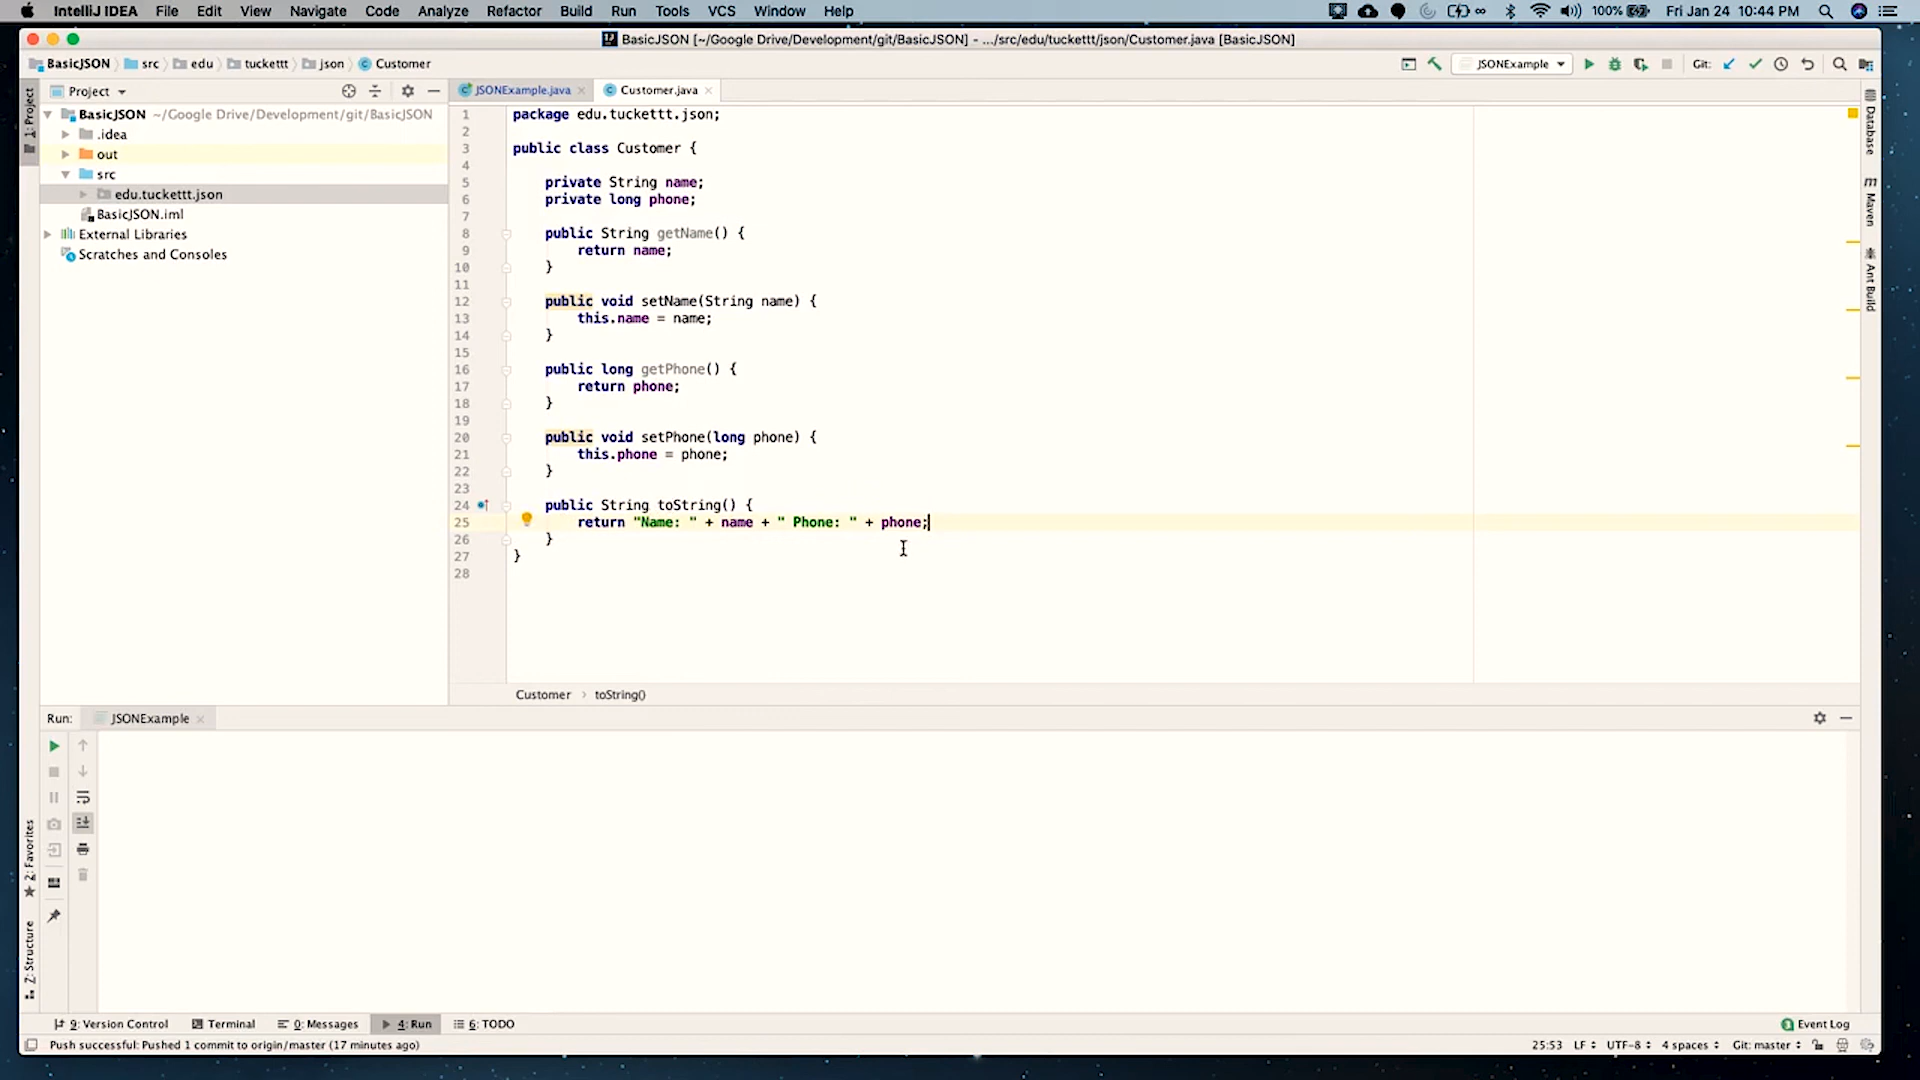 IntelliJ IDEA File Edit View Navigate Code Analyze Refactor Build Run Tools VCS Window Help 100% Fri Jan 24 10:44 PM
BasicJSON [~/Google Drive/Development/git/BasicJSON] - .../src/edu/tuckettt/json/Customer.java [BasicJSON]
BasicJSON src edu tuckettt json Customer JSONExample Git:
Project JSONExample.java Customer.java
1: Project
BasicJSON ~/Google Drive/Development/git/BasicJSON
.idea
out
src
edu.tuckettt.json
BasicJSON.iml
External Libraries
Scratches and Consoles
1 package edu.tuckettt.json;
2
3 public class Customer {
4
5 private String name;
6 private long phone;
7
8 public String getName() {
9 return name;
10 }
11
12 public void setName(String name) {
13 this.name = name;
14 }
15
16 public long getPhone() {
17 return phone;
18 }
19
20 public void setPhone(long phone) {
21 this.phone = phone;
22 }
23
24 public String toString() {
25 return "Name: " + name + " Phone: " + phone;
26 }
27 }
28
Database
m Maven
Ant Build
Customer › toString()
Run: JSONExample
2: Favorites
Z: Structure
9: Version Control Terminal 0: Messages 4: Run 6: TODO 3 Event Log
Push successful: Pushed 1 commit to origin/master (17 minutes ago) 25:53 LF UTF-8 4 spaces Git: master